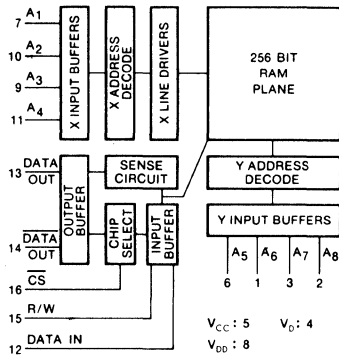 7 A1
10 A2
9 A3
11 A4
X INPUT BUFFERS
X ADDRESS DECODE
X LINE DRIVERS
256 BIT
RAM
PLANE
13 DATA
OUT
14 DATA
OUT
OUTPUT BUFFER
SENSE
CIRCUIT
CHIP SELECT
INPUT BUFFER
Y ADDRESS
DECODE
Y INPUT BUFFERS
A5 A6 A7 A8
6 1 3 2
CS
16
R/W
15
DATA IN
12
VCC: 5 VD: 4
VDD: 8